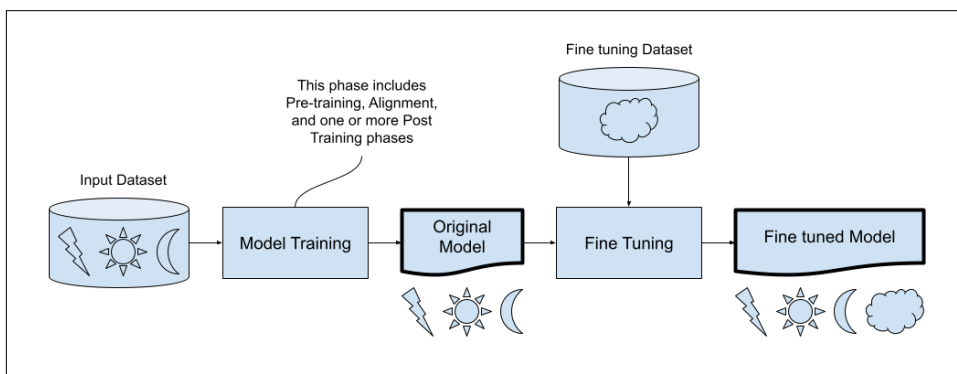 Fine tuning Dataset
This phase includes
Pre-training, Alignment,
and one or more Post
Training phases
Input Dataset
Model Training
Original
Model
Fine Tuning
Fine tuned Model